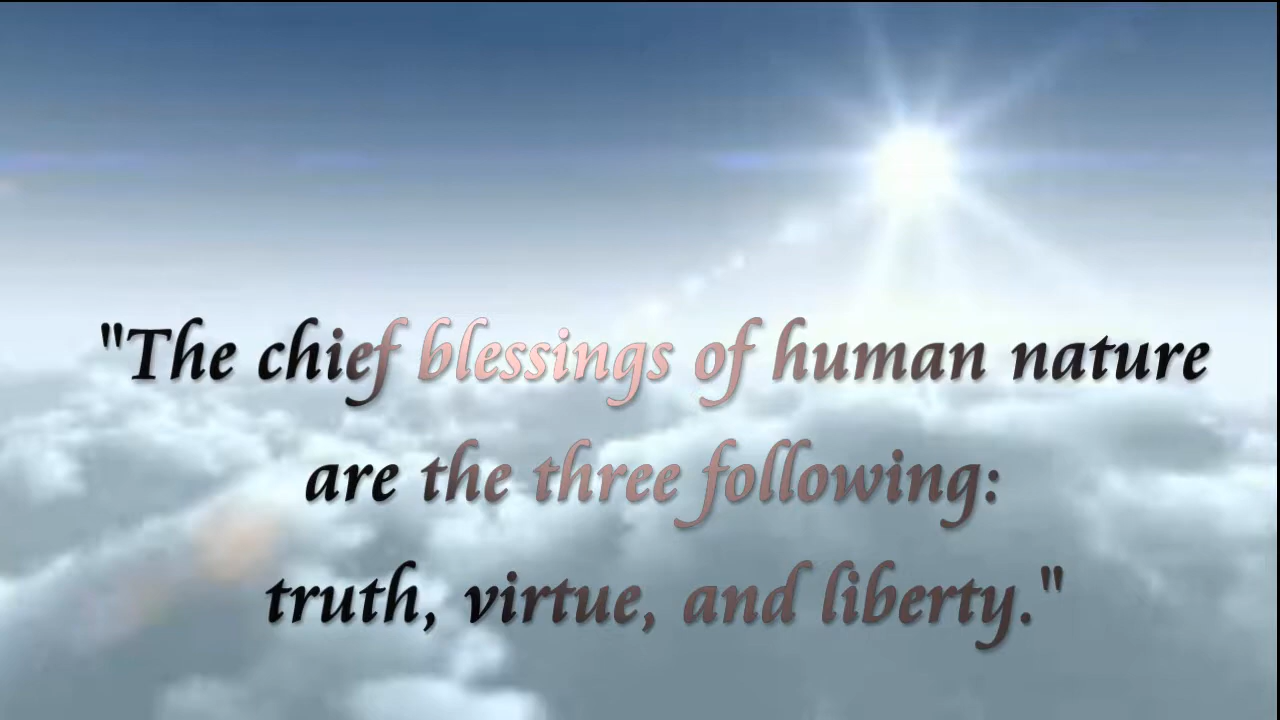 "The chief blessings of human nature
are the three following:
truth, virtue, and liberty."